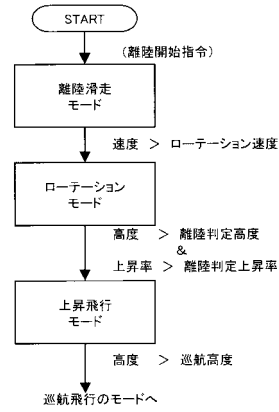 START
(離陸開始指令)
離陸滑走
モード
速度 ＞ ローテーション速度
ローテーション
モード
高度 ＞ 離陸判定高度
&
上昇率 ＞ 離陸判定上昇率
上昇飛行
モード
高度 ＞ 巡航高度
巡航飛行のモードへ